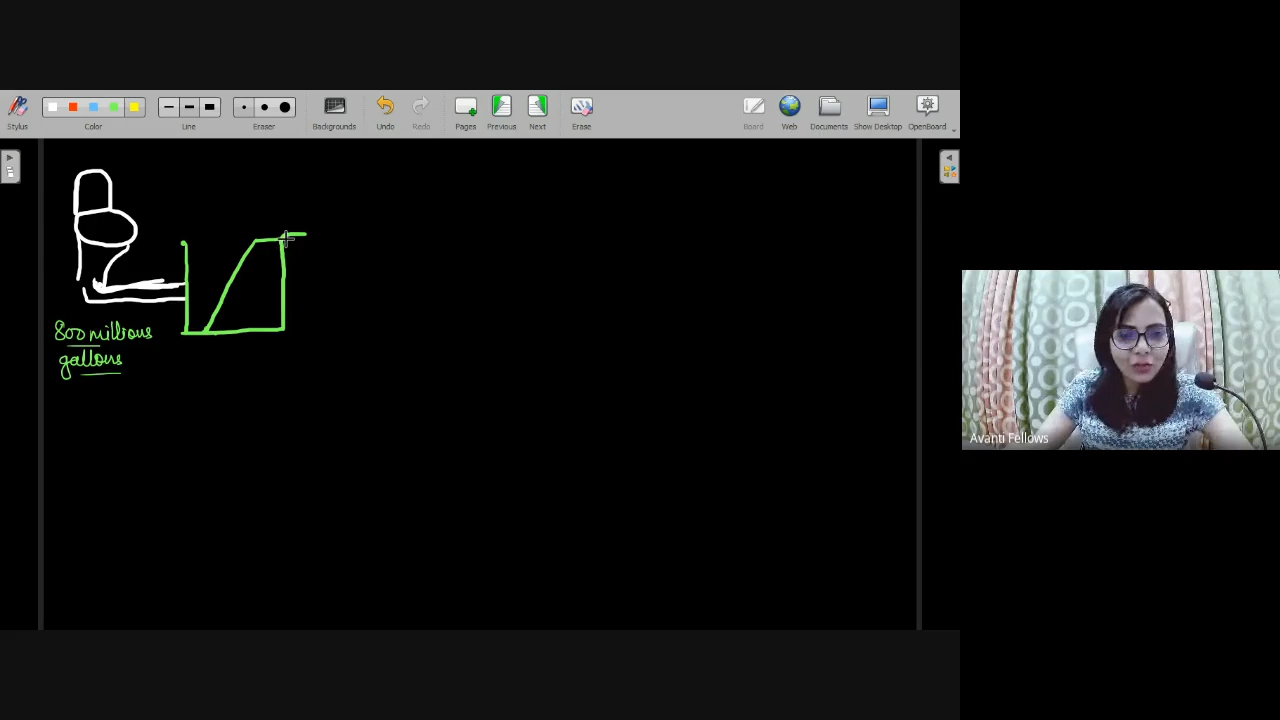 Stylus
Color
Line
Eraser
Backgrounds
Undo
Redo
Pages
Previous
Next
Erase
Board
Web
Documents
Show Desktop
OpenBoard
800 millions
gallons
Avanti Fellows